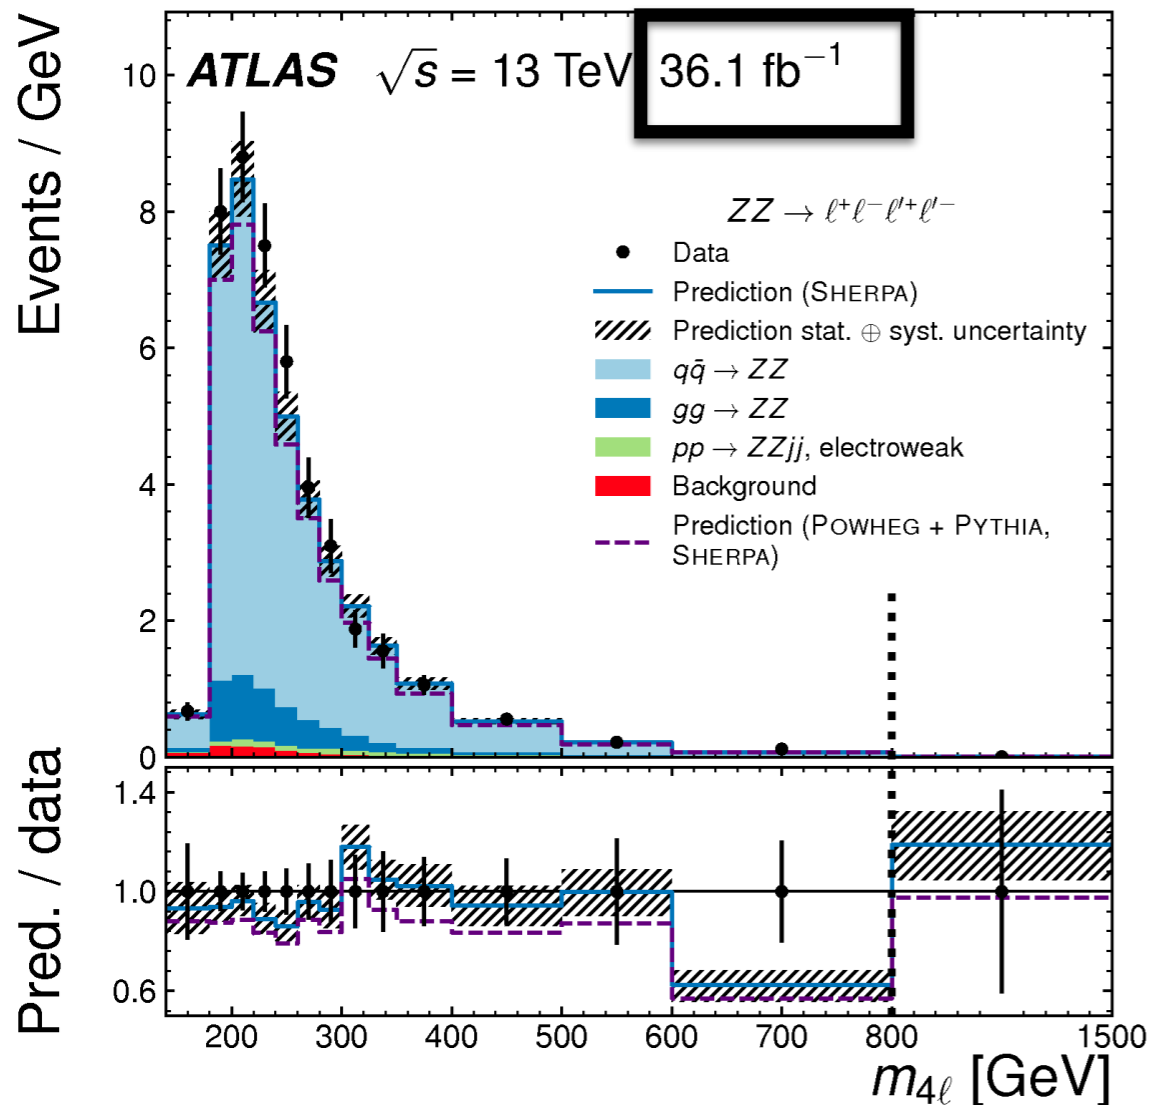 Events / GeV
10
8
6
4
2
0
ATLAS √s = 13 TeV 36.1 fb⁻¹
ZZ → ℓ⁺ℓ⁻ℓ′⁺ℓ′⁻
Data
Prediction (SHERPA)
Prediction stat. ⊕ syst. uncertainty
qq̄ → ZZ
gg → ZZ
pp → ZZjj, electroweak
Background
Prediction (POWHEG + PYTHIA,
SHERPA)
Pred. / data
1.4
1.0
0.6
200 300 400 500 600 700 800 1500
m₄ℓ [GeV]